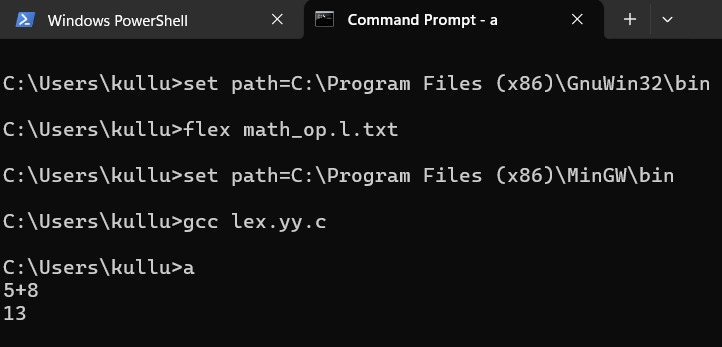 Windows PowerShell
Command Prompt - a
C:\Users\kullu>set path=C:\Program Files (x86)\GnuWin32\bin
C:\Users\kullu>flex math_op.l.txt
C:\Users\kullu>set path=C:\Program Files (x86)\MinGW\bin
C:\Users\kullu>gcc lex.yy.c
C:\Users\kullu>a
5+8
13